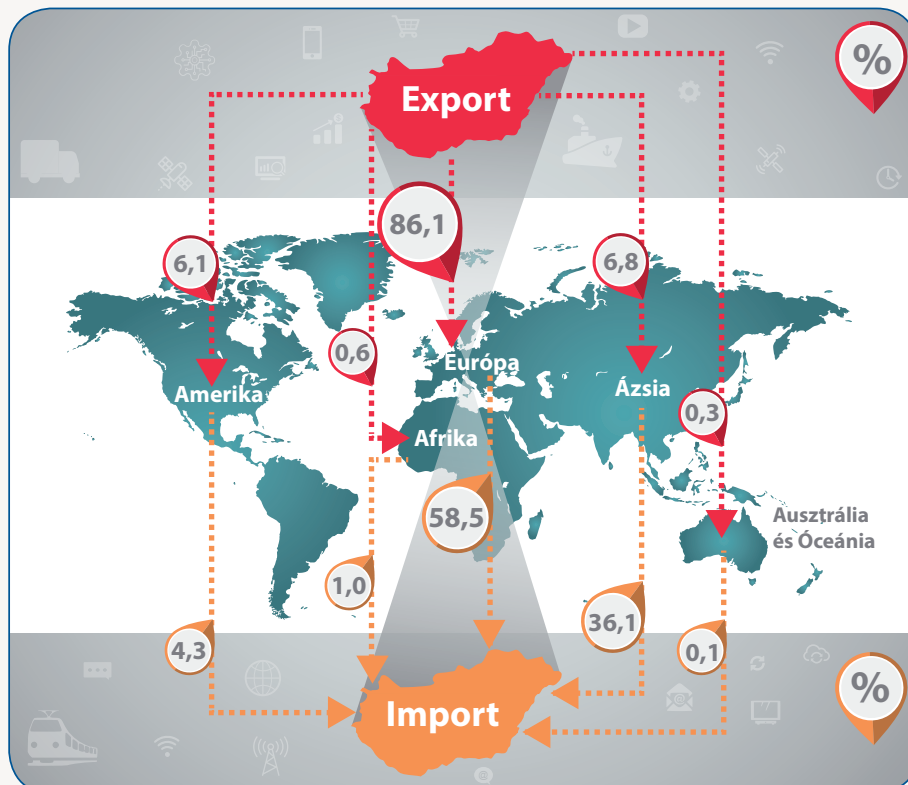 %
Export
86,1
6,1
6,8
0,6
Európa
Amerika
Ázsia
0,3
Afrika
58,5
Ausztrália
és Óceánia
1,0
36,1
4,3
0,1
%
Import